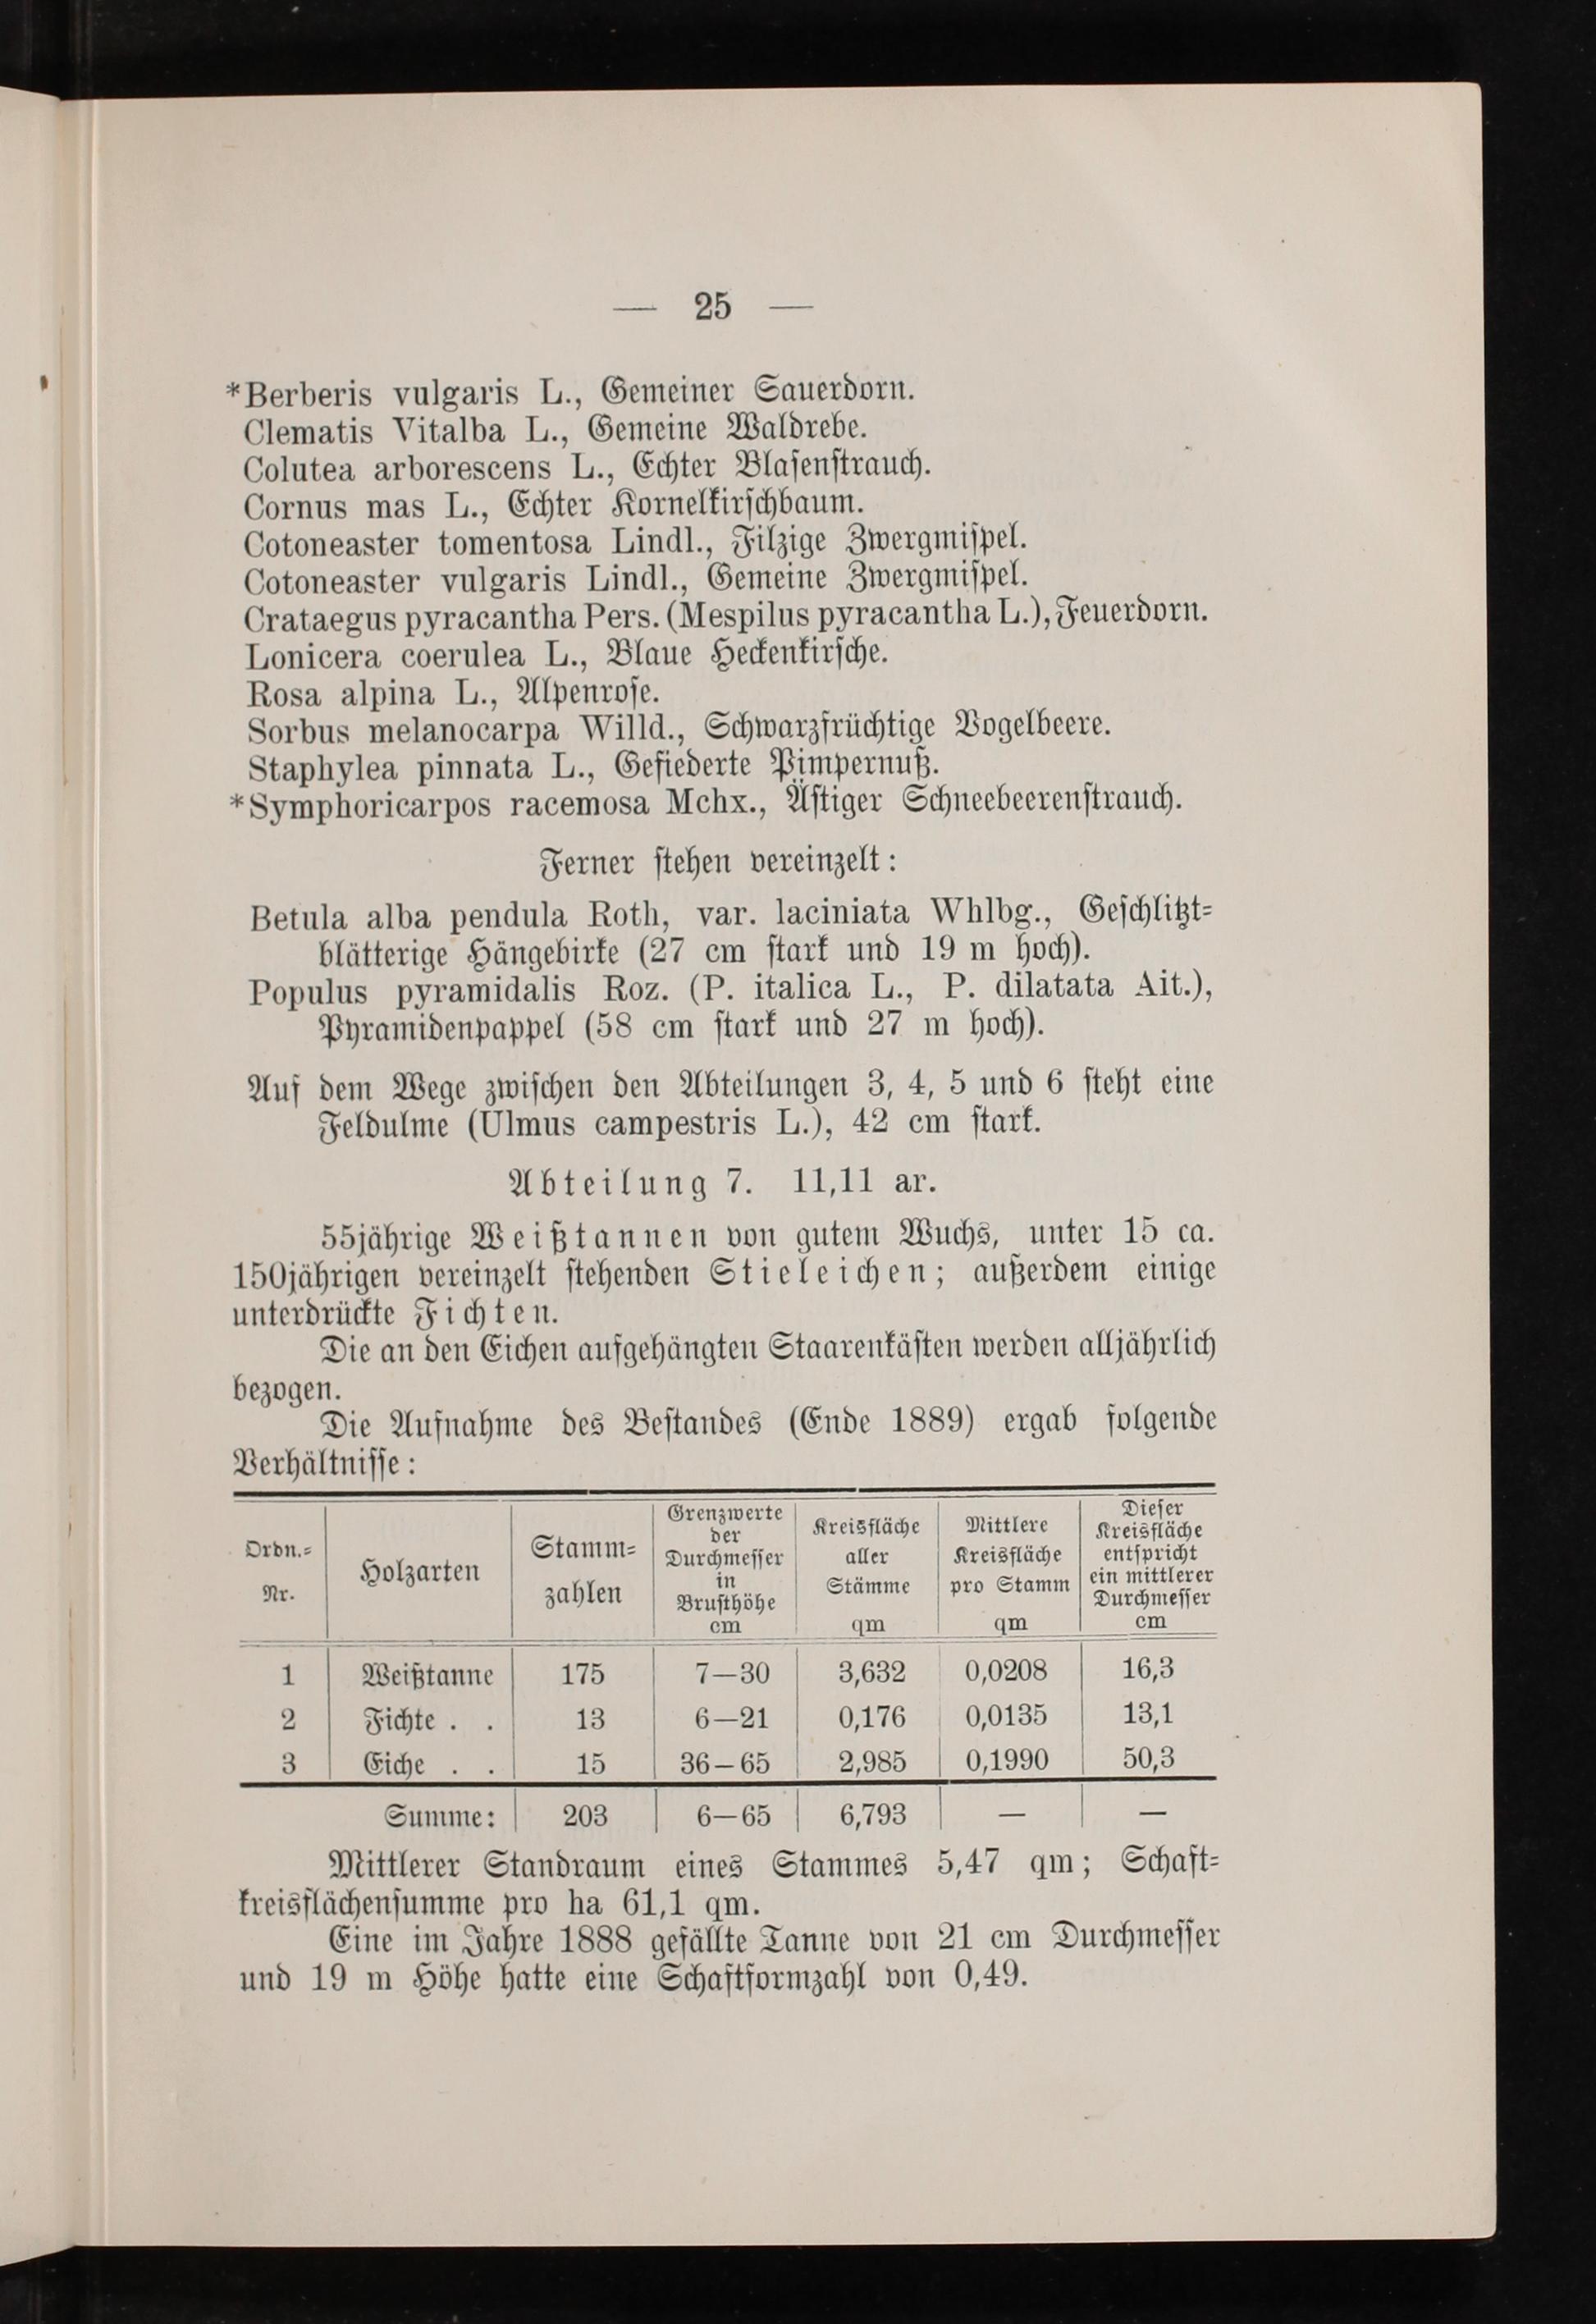 — 25 —
*Berberis vulgaris L., Gemeiner Sauerdorn.
Clematis Vitalba L., Gemeine Waldrebe.
Colutea arborescens L., Echter Blasenstrauch.
Cornus mas L., Echter Kornelkirschbaum.
Cotoneaster tomentosa Lindl., Filzige Zwergmispel.
Cotoneaster vulgaris Lindl., Gemeine Zwergmispel.
Crataegus pyracantha Pers. (Mespilus pyracantha L.), Feuerdorn.
Lonicera coerulea L., Blaue Heckenkirsche.
Rosa alpina L., Alpenrose.
Sorbus melanocarpa Willd., Schwarzfrüchtige Vogelbeere.
Staphylea pinnata L., Gefiederte Pimpernuß.
*Symphoricarpos racemosa Mchx., Ästiger Schneebeerenstrauch.
Ferner stehen vereinzelt:
Betula alba pendula Roth, var. laciniata Whlbg., Geschlitzt-
blätterige Hängebirke (27 cm stark und 19 m hoch).
Populus pyramidalis Roz. (P. italica L., P. dilatata Ait.),
Pyramidenpappel (58 cm stark und 27 m hoch).
Auf dem Wege zwischen den Abteilungen 3, 4, 5 und 6 steht eine
Feldulme (Ulmus campestris L.), 42 cm stark.
Abteilung 7. 11,11 ar.
55jährige Weißtannen von gutem Wuchs, unter 15 ca.
150jährigen vereinzelt stehenden Stieleichen; außerdem einige
unterdrückte Fichten.
Die an den Eichen aufgehängten Staarenkästen werden alljährlich
bezogen.
Die Aufnahme des Bestandes (Ende 1889) ergab folgende
Verhältnisse:
Ordn.-Nr. Holzarten Stamm-zahlen Grenzwerte der Durchmesser in Brusthöhe cm Kreisfläche aller Stämme qm Mittlere Kreisfläche pro Stamm qm Dieser Kreisfläche entspricht ein mittlerer Durchmesser cm
1 Weißtanne 175 7—30 3,632 0,0208 16,3
2 Fichte . . 13 6—21 0,176 0,0135 13,1
3 Eiche . . 15 36—65 2,985 0,1990 50,3
Summe: 203 6—65 6,793 — —
Mittlerer Standraum eines Stammes 5,47 qm; Schaft-
kreisflächensumme pro ha 61,1 qm.
Eine im Jahre 1888 gefällte Tanne von 21 cm Durchmesser
und 19 m Höhe hatte eine Schaftformzahl von 0,49.